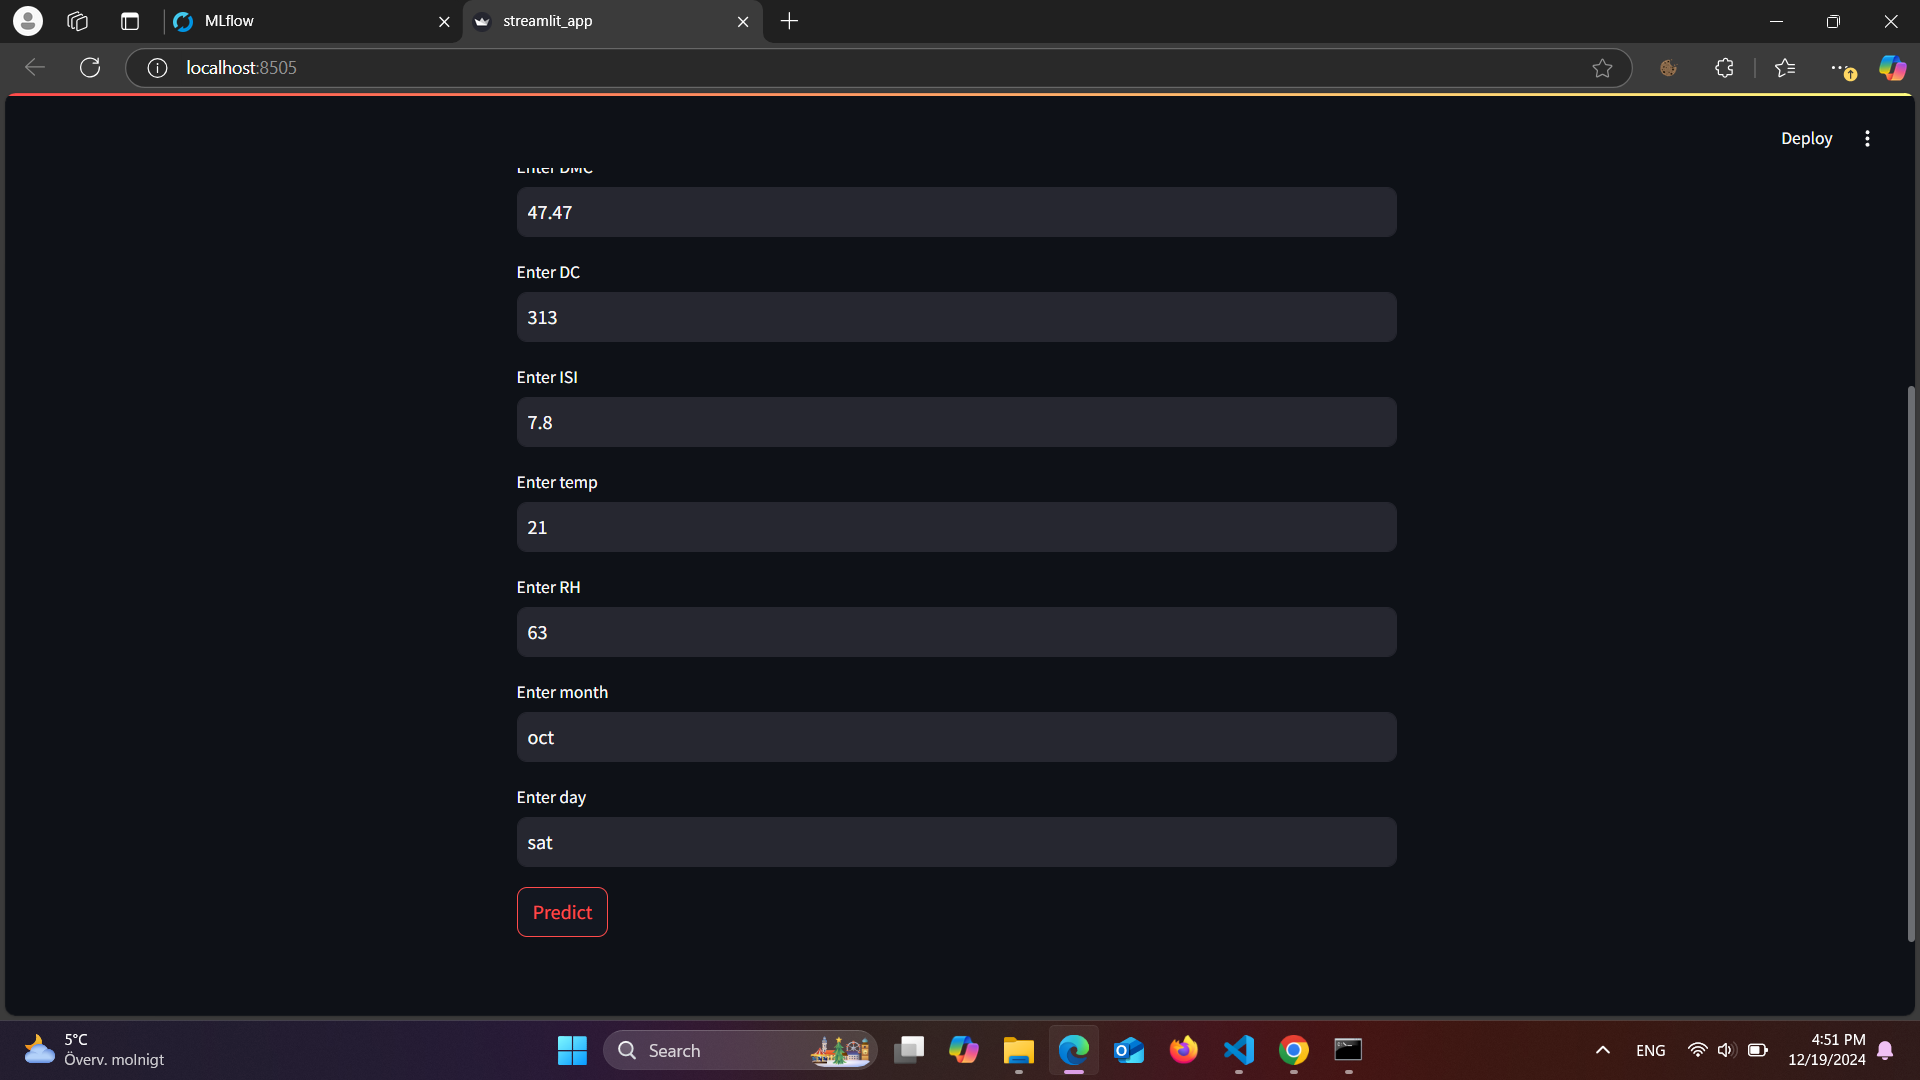 MLflow
streamlit_app
localhost:8505
Deploy
Enter DMC
47.47
Enter DC
313
Enter ISI
7.8
Enter temp
21
Enter RH
63
Enter month
oct
Enter day
sat
Predict
5°C
Överv. molnigt
Search
ENG
4:51 PM
12/19/2024